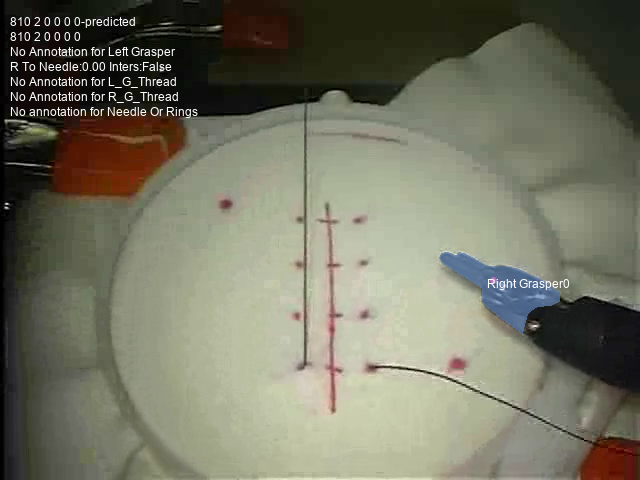 810 2 0 0 0 0-predicted
810 2 0 0 0 0
No Annotation for Left Grasper
R To Needle:0.00 Inters:False
No Annotation for L_G_Thread
No Annotation for R_G_Thread
No annotation for Needle Or Rings
Right Grasper0